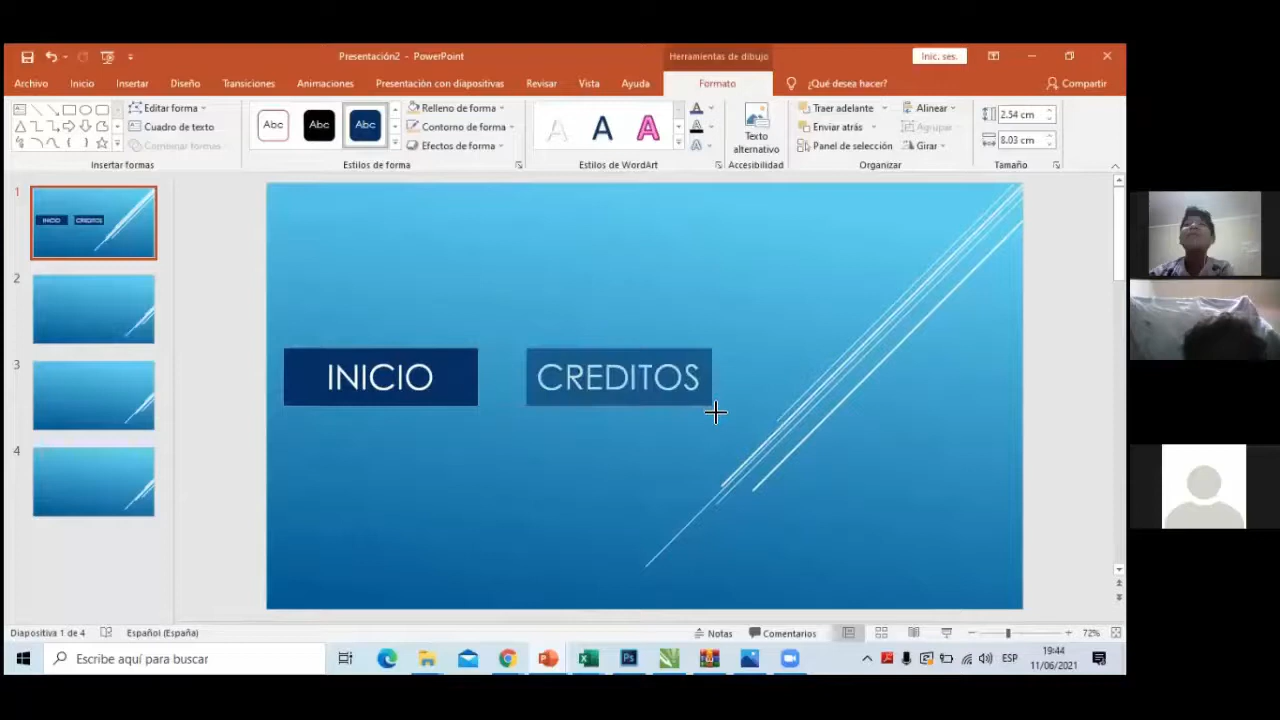 Presentación2 - PowerPoint
Herramientas de dibujo
Inic. ses.
Archivo
Inicio
Insertar
Diseño
Transiciones
Animaciones
Presentación con diapositivas
Revisar
Vista
Ayuda
Formato
¿Qué desea hacer?
Compartir
Editar forma
Cuadro de texto
Combinar formas
Insertar formas
Abc
Abc
Abc
Relleno de forma
Contorno de forma
Efectos de forma
Estilos de forma
A
A
A
Estilos de WordArt
Texto
alternativo
Accesibilidad
Traer adelante
Enviar atrás
Panel de selección
Alinear
Agrupar
Girar
Organizar
2.54 cm
8.03 cm
Tamaño
1
INICIO
CREDITOS
2
3
4
INICIO
CREDITOS
Diapositiva 1 de 4
Español (España)
Notas
Comentarios
72%
Escribe aquí para buscar
ESP
19:44
11/06/2021